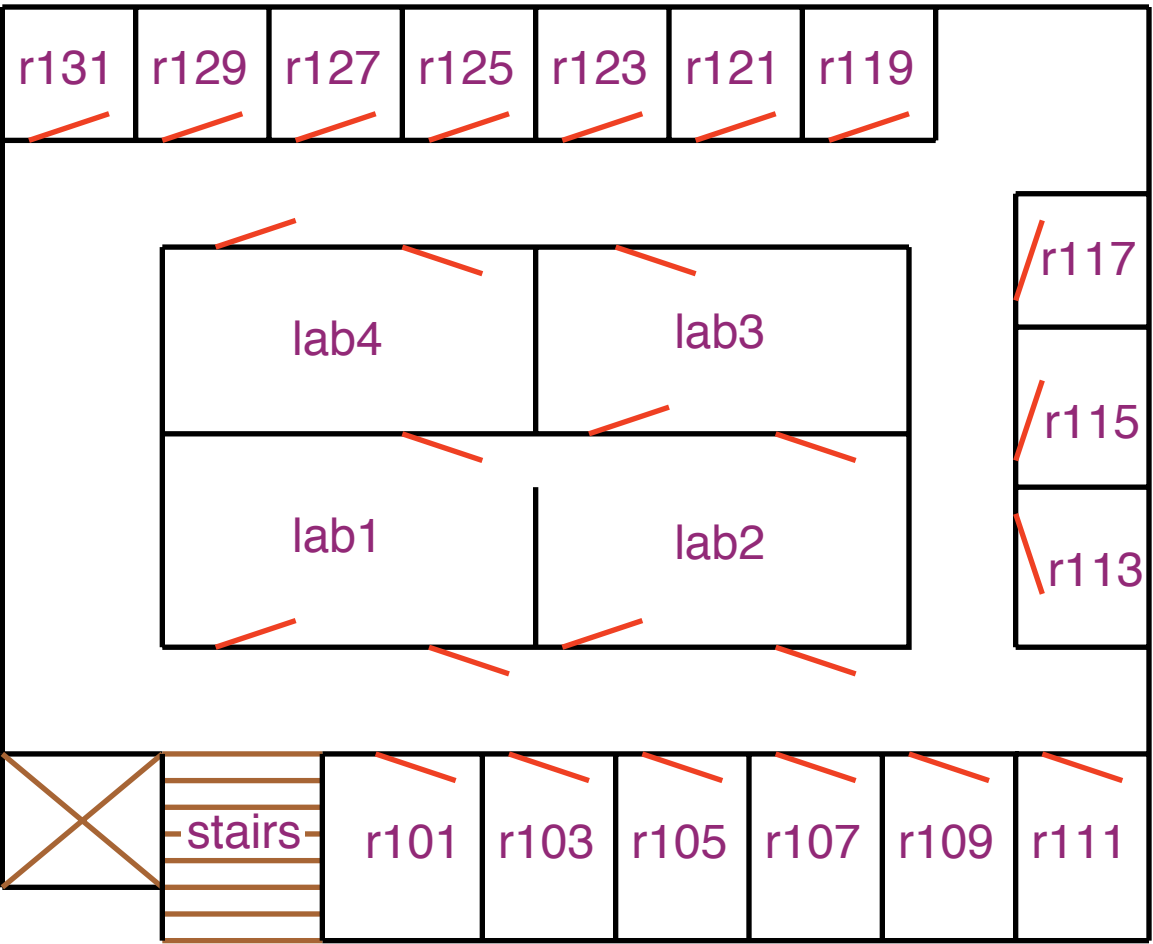 r131 r129 r127 r125 r123 r121 r119
r117
lab4 lab3
r115
lab1 lab2
r113
stairs r101 r103 r105 r107 r109 r111